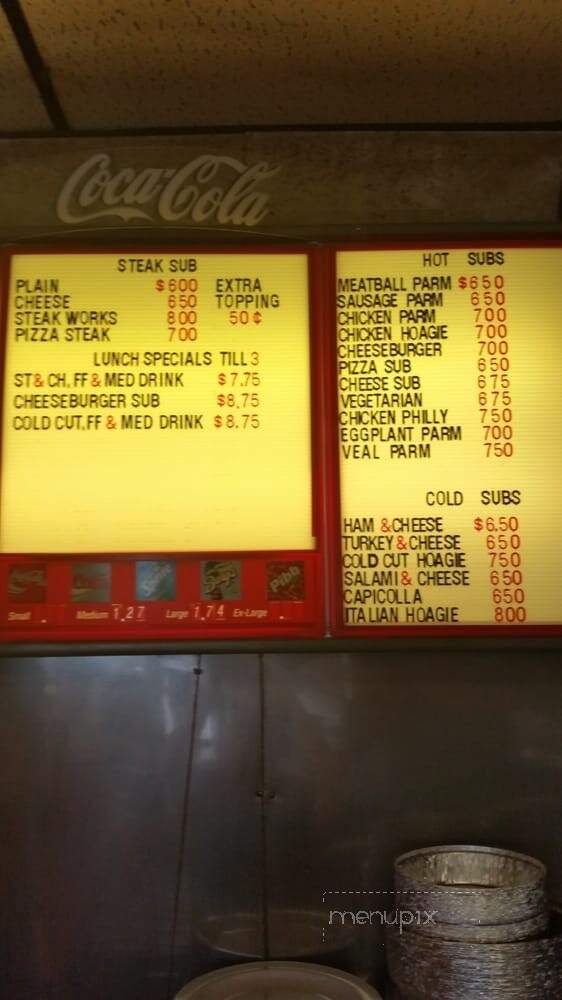 Coca-Cola
STEAK SUB
PLAIN $600 EXTRA
CHEESE 650 TOPPING
STEAK WORKS 800 50¢
PIZZA STEAK 700
LUNCH SPECIALS TILL 3
ST & CH, FF & MED DRINK $7.75
CHEESEBURGER SUB $8.75
COLD CUT, FF & MED DRINK $8.75
Small Medium 1.27 Large 1.74 Ex-Large
HOT SUBS
MEATBALL PARM $650
SAUSAGE PARM 650
CHICKEN PARM 700
CHICKEN HOAGIE 700
CHEESEBURGER 700
PIZZA SUB 650
CHEESE SUB 675
VEGETARIAN 675
CHICKEN PHILLY 750
EGGPLANT PARM 700
VEAL PARM 750
COLD SUBS
HAM & CHEESE $6.50
TURKEY & CHEESE 650
COLD CUT HOAGIE 750
SALAMI & CHEESE 650
CAPICOLLA 650
ITALIAN HOAGIE 800
menupix